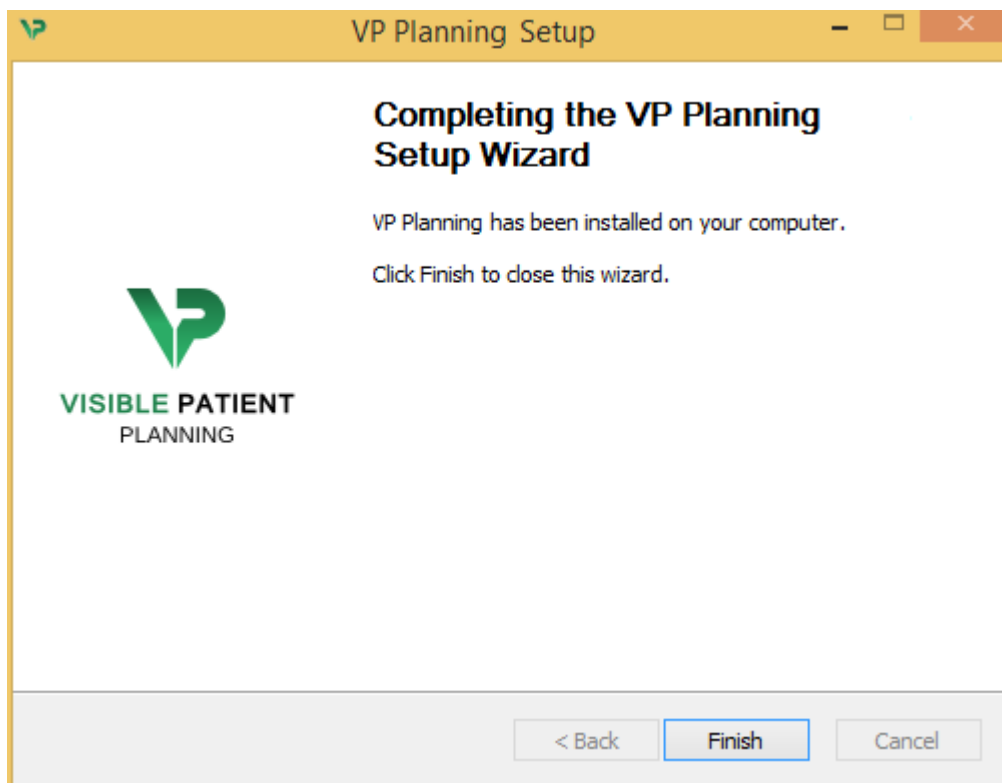 VP Planning Setup
Completing the VP Planning
Setup Wizard
VP Planning has been installed on your computer.
Click Finish to close this wizard.
VP
VISIBLE PATIENT
PLANNING
< Back
Finish
Cancel